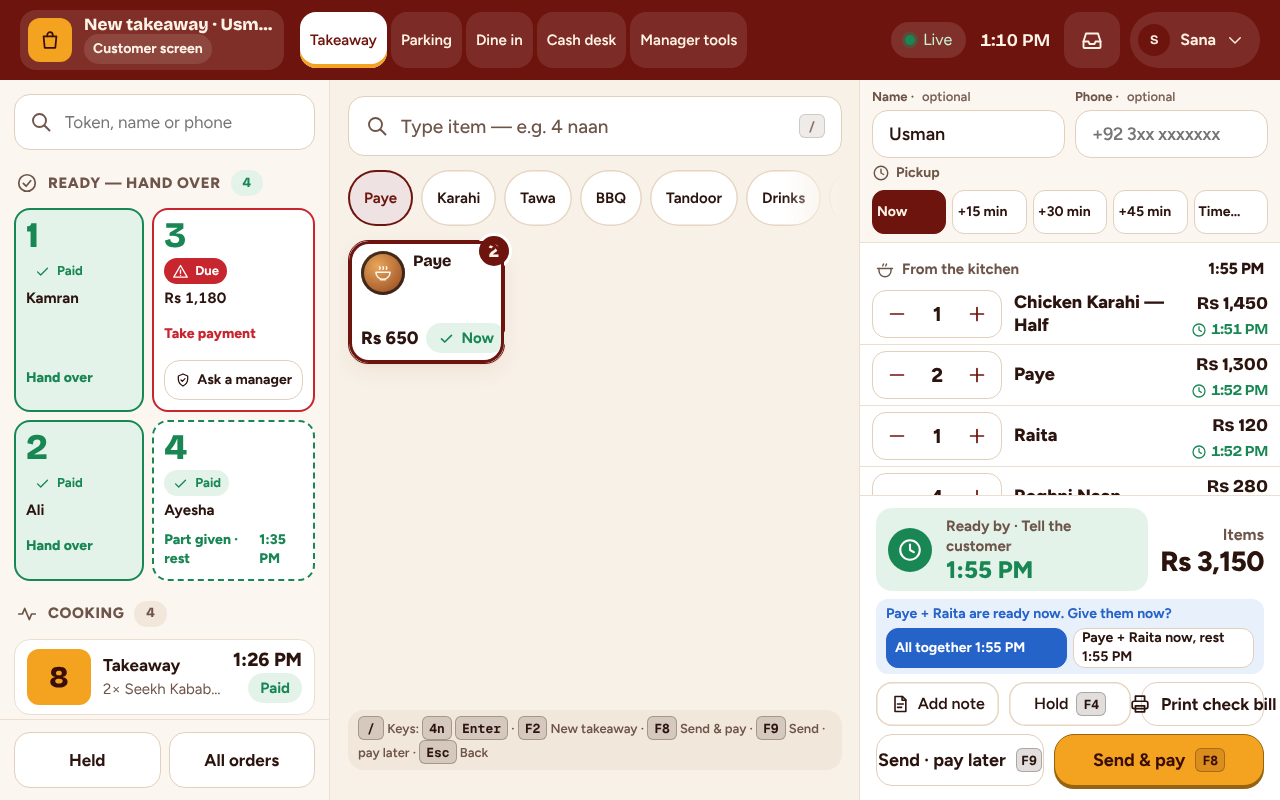 New takeaway · Usm...
Customer screen
Takeaway
Parking
Dine in
Cash desk
Manager tools
Live
1:10 PM
S
Sana
Token, name or phone
READY — HAND OVER 4
1
Paid
Kamran
Hand over
3
Due
Rs 1,180
Take payment
Ask a manager
2
Paid
Ali
Hand over
4
Paid
Ayesha
Part given · rest
1:35 PM
COOKING 4
8
Takeaway
2× Seekh Kabab...
1:26 PM
Paid
Held
All orders
Type item — e.g. 4 naan
/
Paye
Karahi
Tawa
BBQ
Tandoor
Drinks
Paye
2
Rs 650
Now
/ Keys: 4n Enter · F2 New takeaway · F8 Send & pay · F9 Send ·
pay later · Esc Back
Name · optional
Usman
Phone · optional
+92 3xx xxxxxxx
Pickup
Now
+15 min
+30 min
+45 min
Time...
From the kitchen
1:55 PM
1
Chicken Karahi —
Half
Rs 1,450
1:51 PM
2
Paye
Rs 1,300
1:52 PM
1
Raita
Rs 120
1:52 PM
4
Roghni Naan
Rs 280
Ready by · Tell the
customer
1:55 PM
Items
Rs 3,150
Paye + Raita are ready now. Give them now?
All together 1:55 PM
Paye + Raita now, rest
1:55 PM
Add note
Hold F4
Print check bill
Send · pay later F9
Send & pay F8